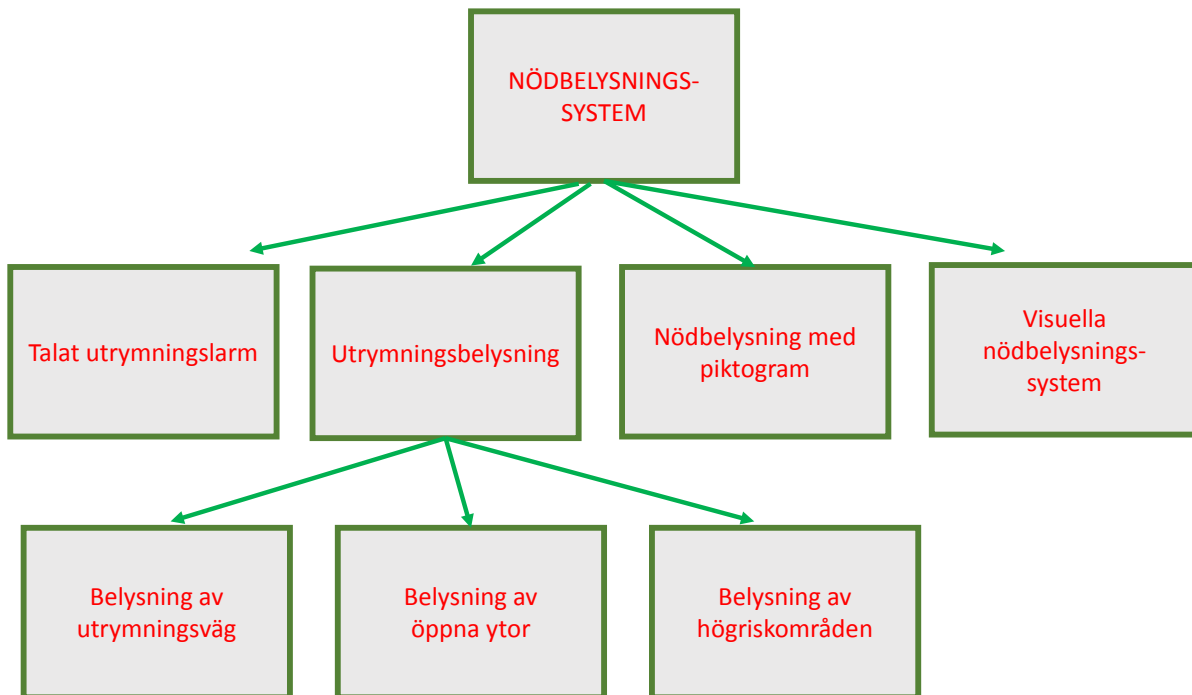 NÖDBELYSNINGS-
SYSTEM
Talat utrymningslarm
Utrymningsbelysning
Nödbelysning med
piktogram
Visuella
nödbelysnings-
system
Belysning av
utrymningsväg
Belysning av
öppna ytor
Belysning av
högriskområden